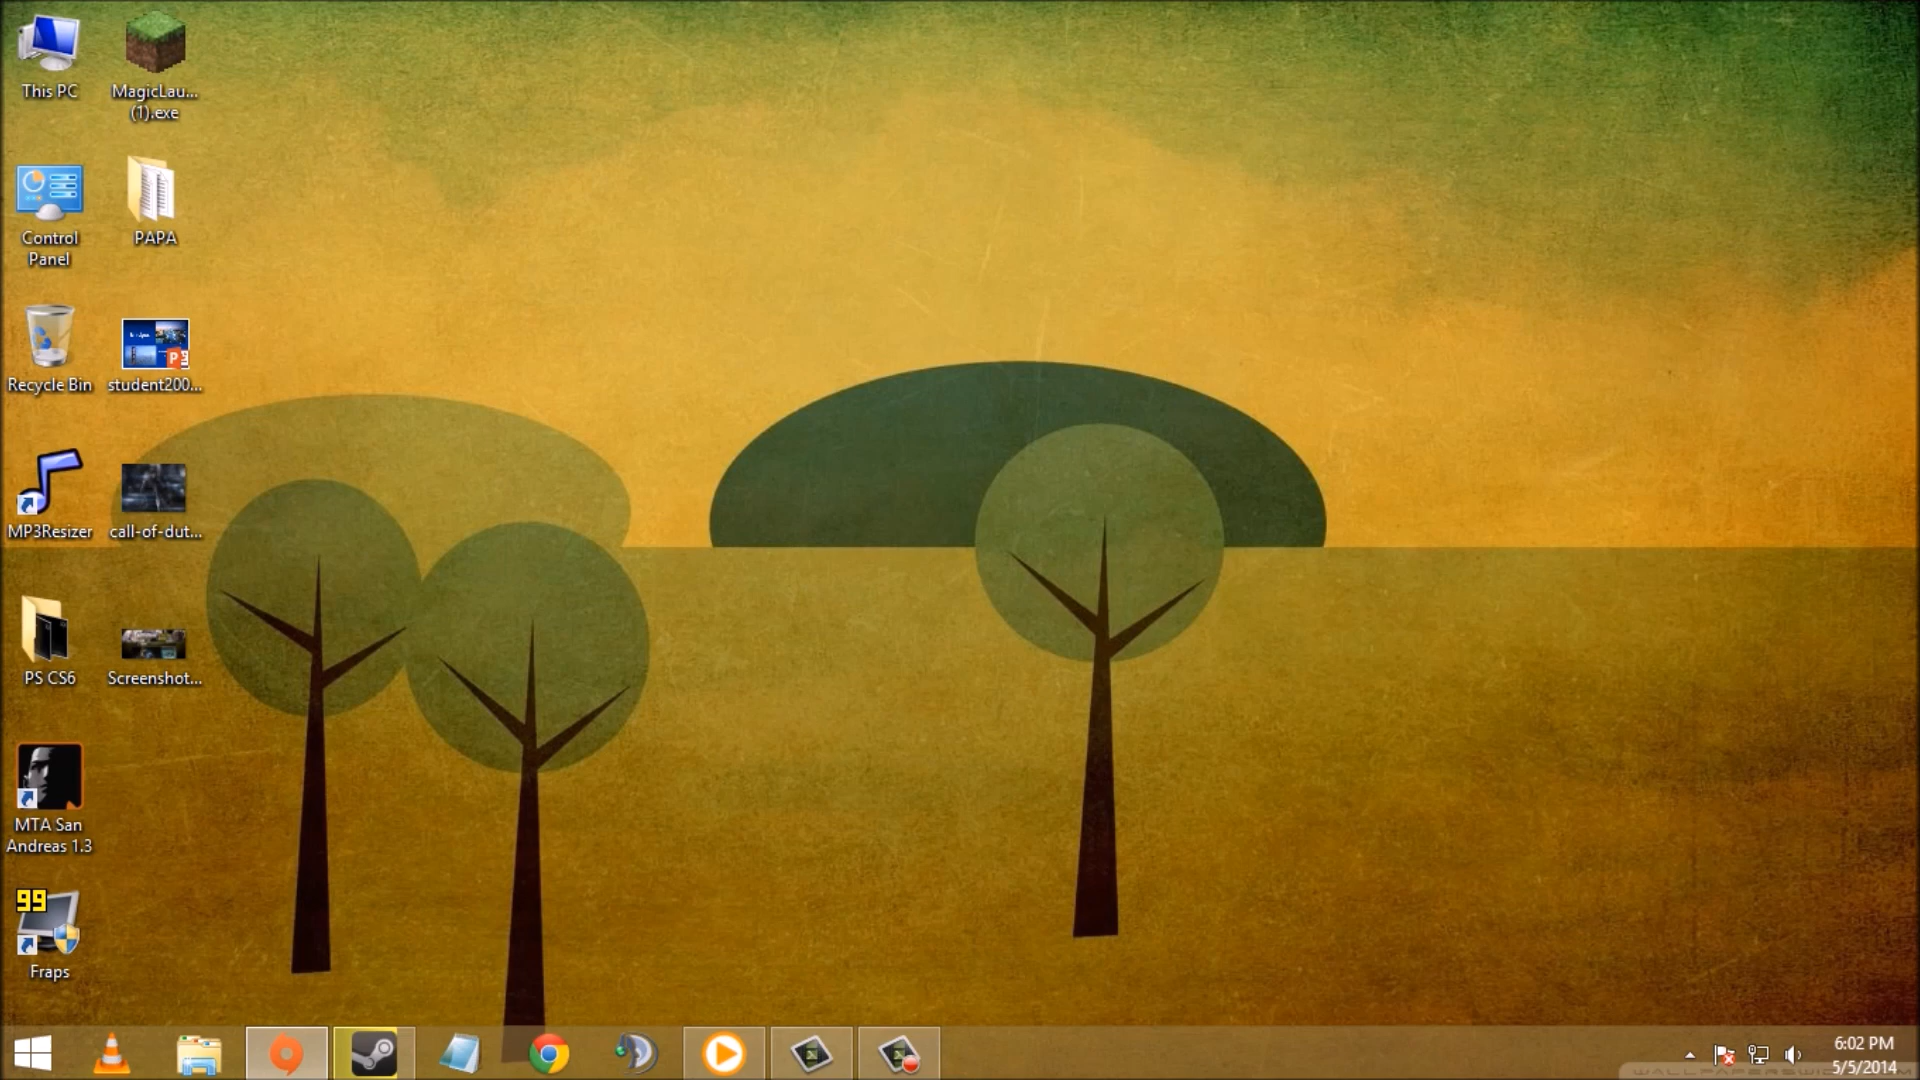 This PC
MagicLau...
(1).exe
Control
Panel
PAPA
Recycle Bin
student200...
MP3Resizer
call-of-dut...
PS CS6
Screenshot...
MTA San
Andreas 1.3
99
Fraps
6:02 PM
5/5/2014